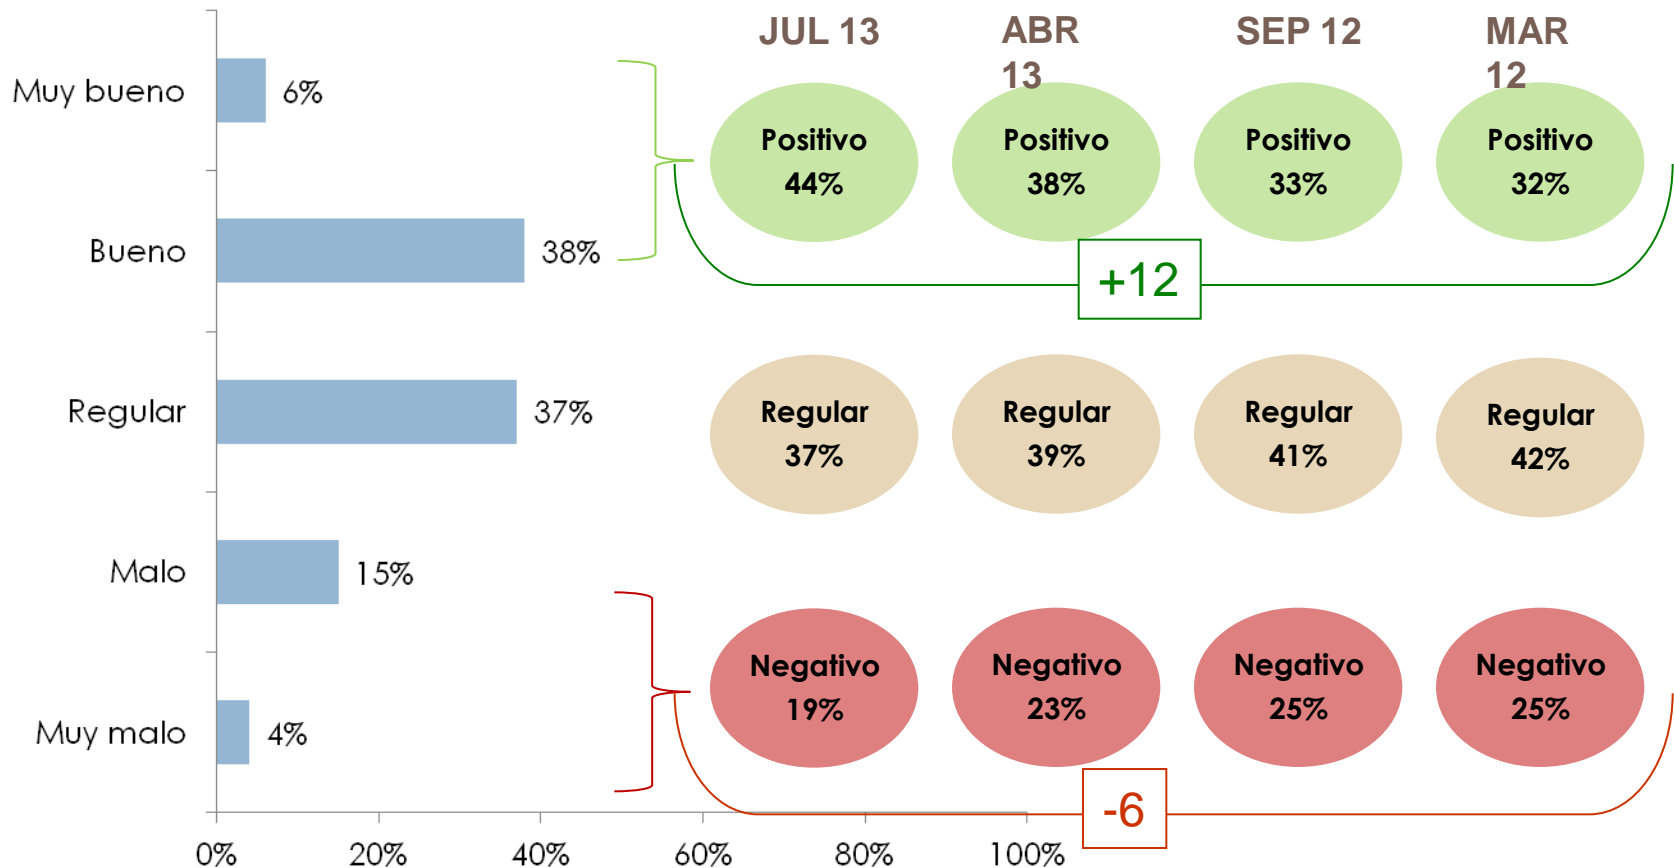 JUL 13
ABR
13
SEP 12
MAR
12
Muy bueno
6%
Bueno
38%
Regular
37%
Malo
15%
Muy malo
4%
0%
20%
40%
60%
80%
100%
Positivo
44%
Positivo
38%
Positivo
33%
Positivo
32%
+12
Regular
37%
Regular
39%
Regular
41%
Regular
42%
Negativo
19%
Negativo
23%
Negativo
25%
Negativo
25%
-6